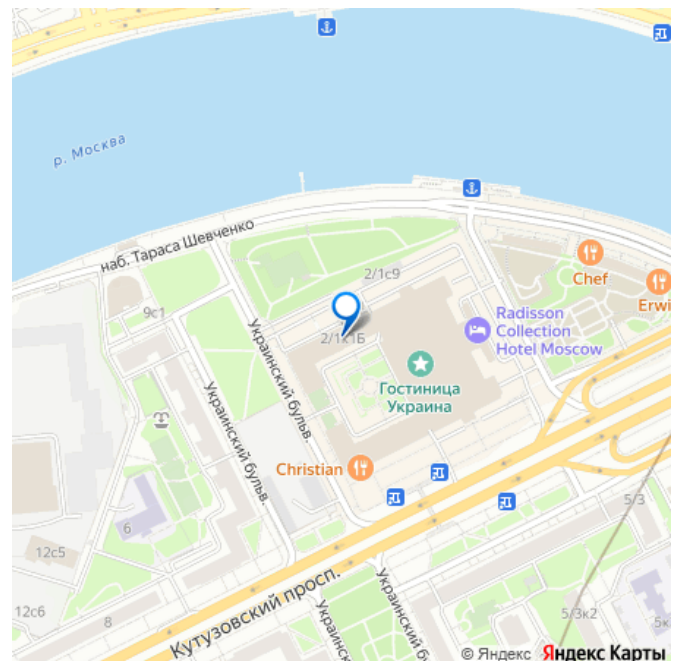 р. Москва
наб. Тараса Шевченко
2/1с9
Chef
Erwi
9с1
Radisson
Collection
Hotel Moscow
2/1к1Б
Гостиница
Украина
Украинский бульв.
Украинский бульв.
Christian
5/3
6
12с5
12с6
8
Кутузовский просп.
Украинский
Украинс
5/3к2
5к
© Яндекс Яндекс Карты